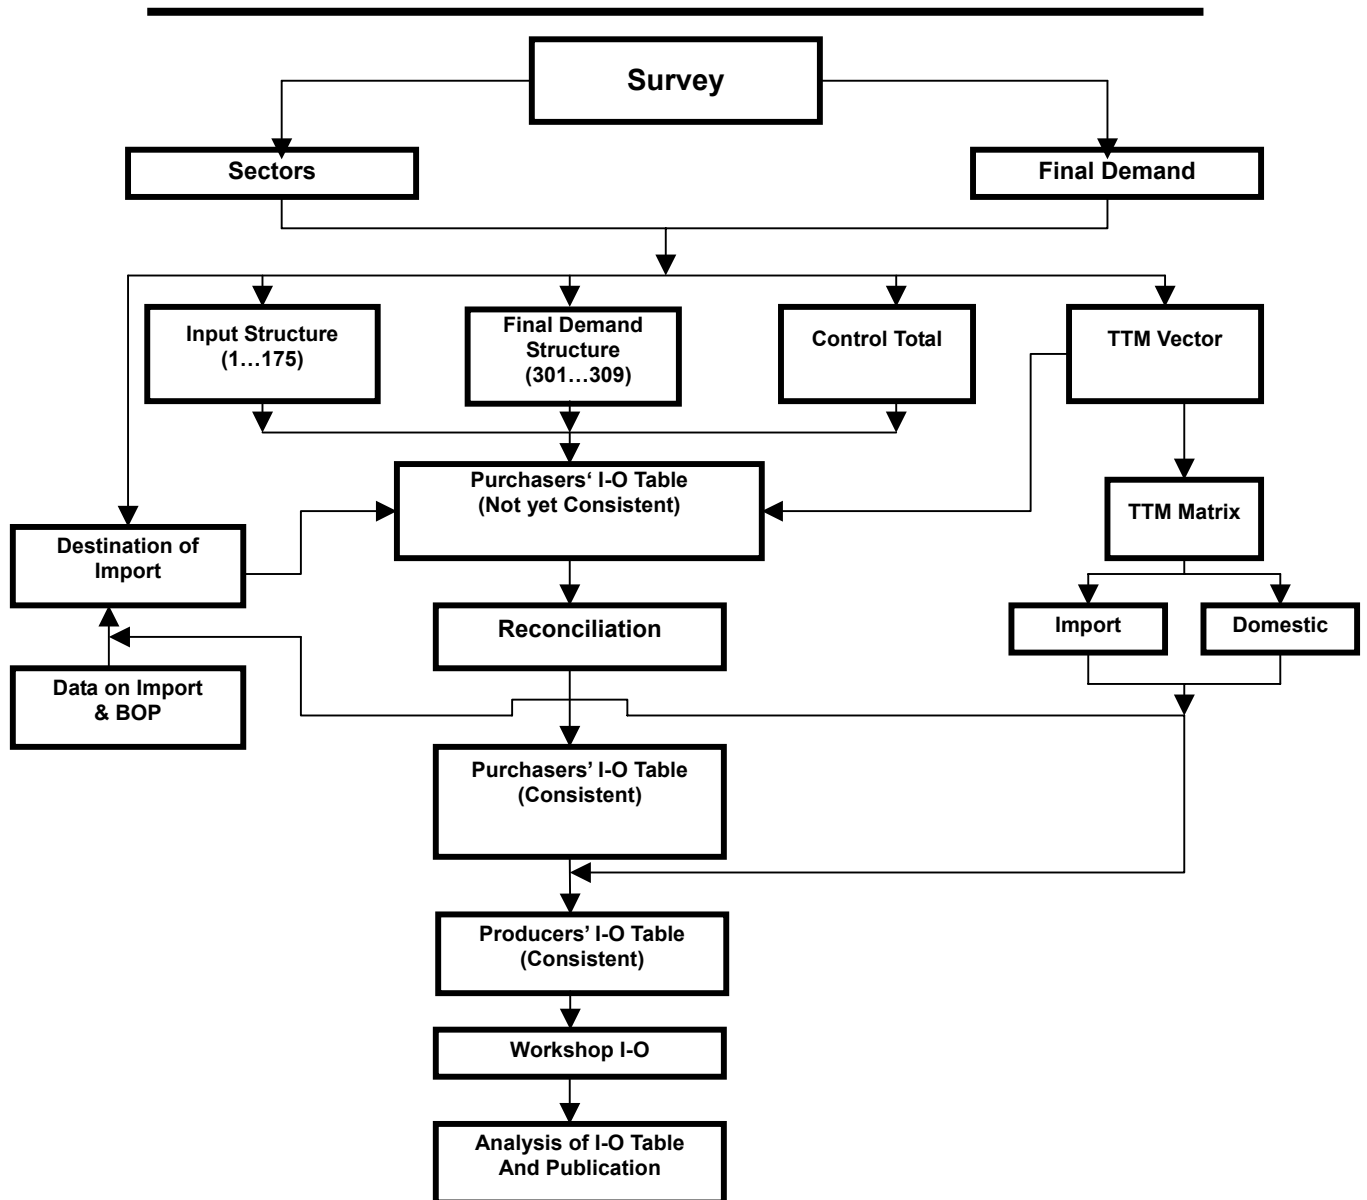 Survey
Sectors
Final Demand
Input Structure
(1…175)
Final Demand
Structure
(301…309)
Control Total
TTM Vector
Purchasers‘ I-O Table
(Not yet Consistent)
TTM Matrix
Destination of
Import
Reconciliation
Import
Domestic
Data on Import
& BOP
Purchasers’ I-O Table
(Consistent)
Producers’ I-O Table
(Consistent)
Workshop I-O
Analysis of I-O Table
And Publication